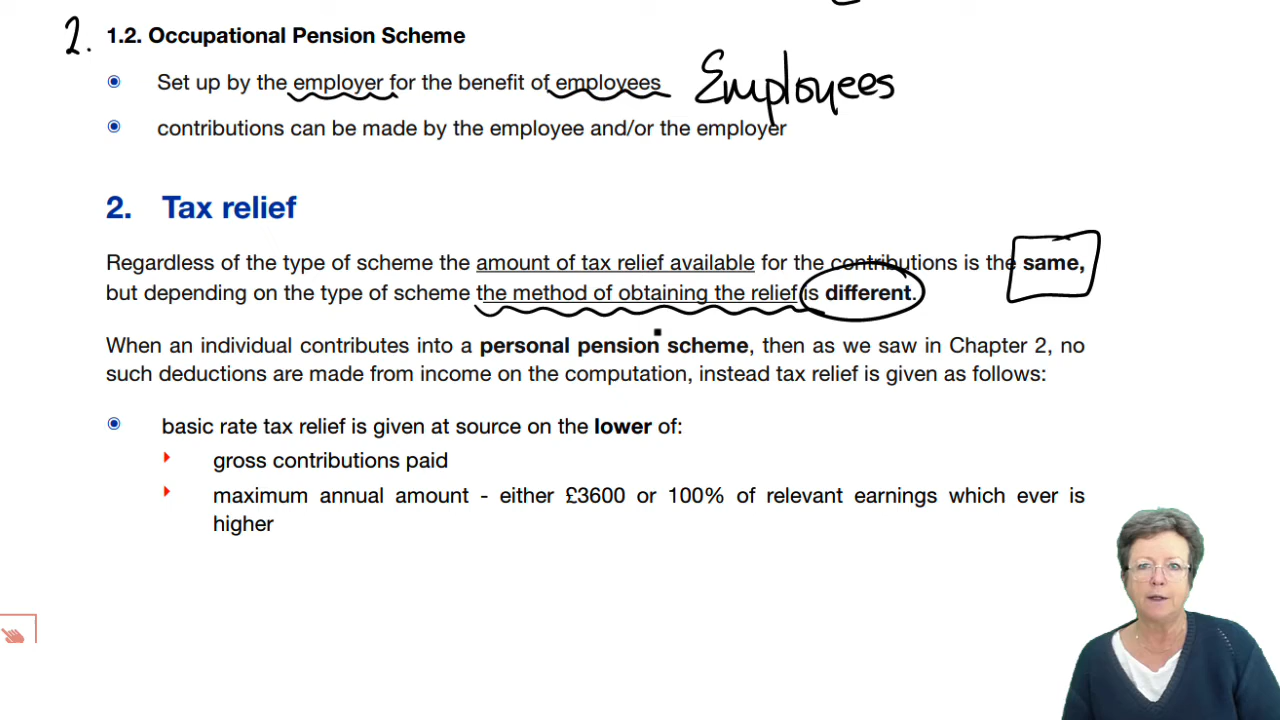 2. 1.2. Occupational Pension Scheme
Set up by the employer for the benefit of employees Employees
contributions can be made by the employee and/or the employer
2. Tax relief
Regardless of the type of scheme the amount of tax relief available for the contributions is the same,
but depending on the type of scheme the method of obtaining the relief is different.
When an individual contributes into a personal pension scheme, then as we saw in Chapter 2, no
such deductions are made from income on the computation, instead tax relief is given as follows:
basic rate tax relief is given at source on the lower of:
gross contributions paid
maximum annual amount - either £3600 or 100% of relevant earnings which ever is
higher